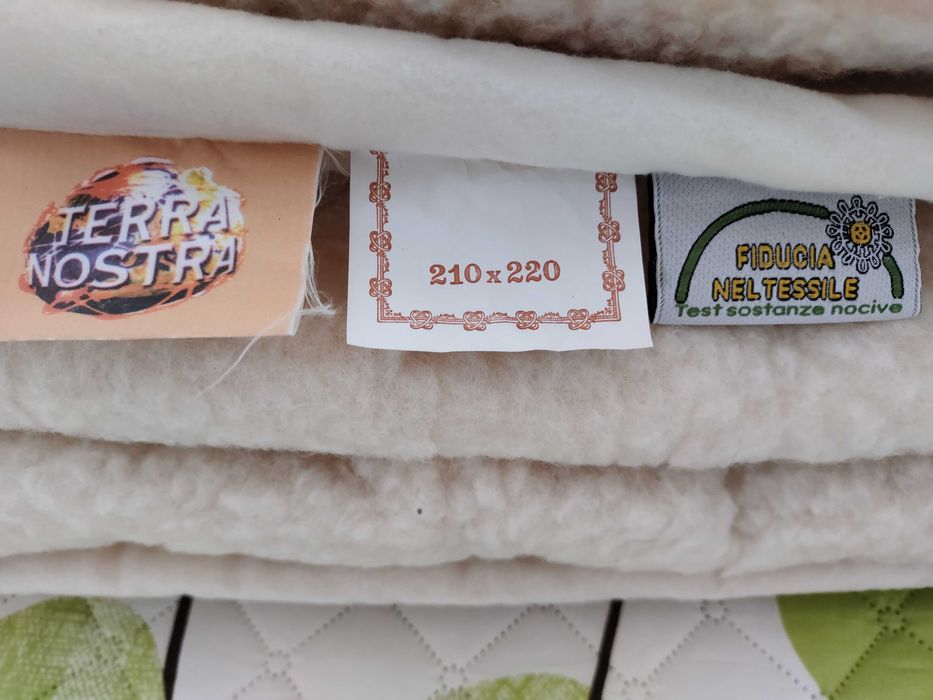 TERRA
NOSTRA
210 x 220
FIDUCIA
NEL TESSILE
Test sostanze nocive